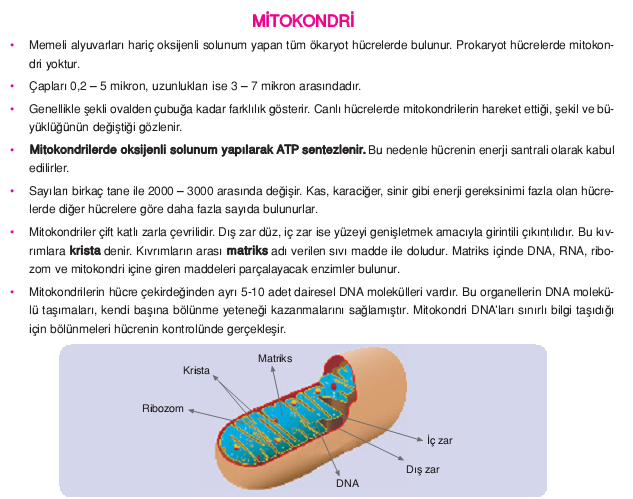 MİTOKONDRİ
• Memeli alyuvarları hariç oksijenli solunum yapan tüm ökaryot hücrelerde bulunur. Prokaryot hücrelerde mitokon-
dri yoktur.
• Çapları 0,2 – 5 mikron, uzunlukları ise 3 – 7 mikron arasındadır.
• Genellikle şekli ovalden çubuğa kadar farklılık gösterir. Canlı hücrelerde mitokondrilerin hareket ettiği, şekil ve bü-
yüklüğünün değiştiği gözlenir.
• Mitokondrilerde oksijenli solunum yapılarak ATP sentezlenir. Bu nedenle hücrenin enerji santrali olarak kabul
edilirler.
• Sayıları birkaç tane ile 2000 – 3000 arasında değişir. Kas, karaciğer, sinir gibi enerji gereksinimi fazla olan hücre-
lerde diğer hücrelere göre daha fazla sayıda bulunurlar.
• Mitokondriler çift katlı zarla çevrilidir. Dış zar düz, iç zar ise yüzeyi genişletmek amacıyla girintili çıkıntılıdır. Bu kıv-
rımlara krista denir. Kıvrımların arası matriks adı verilen sıvı madde ile doludur. Matriks içinde DNA, RNA, ribo-
zom ve mitokondri içine giren maddeleri parçalayacak enzimler bulunur.
• Mitokondrilerin hücre çekirdeğinden ayrı 5-10 adet dairesel DNA molekülleri vardır. Bu organellerin DNA molekü-
lü taşımaları, kendi başına bölünme yeteneği kazanmalarını sağlamıştır. Mitokondri DNA'ları sınırlı bilgi taşıdığı
için bölünmeleri hücrenin kontrolünde gerçekleşir.
Matriks
Krista
Ribozom
İç zar
Dış zar
DNA